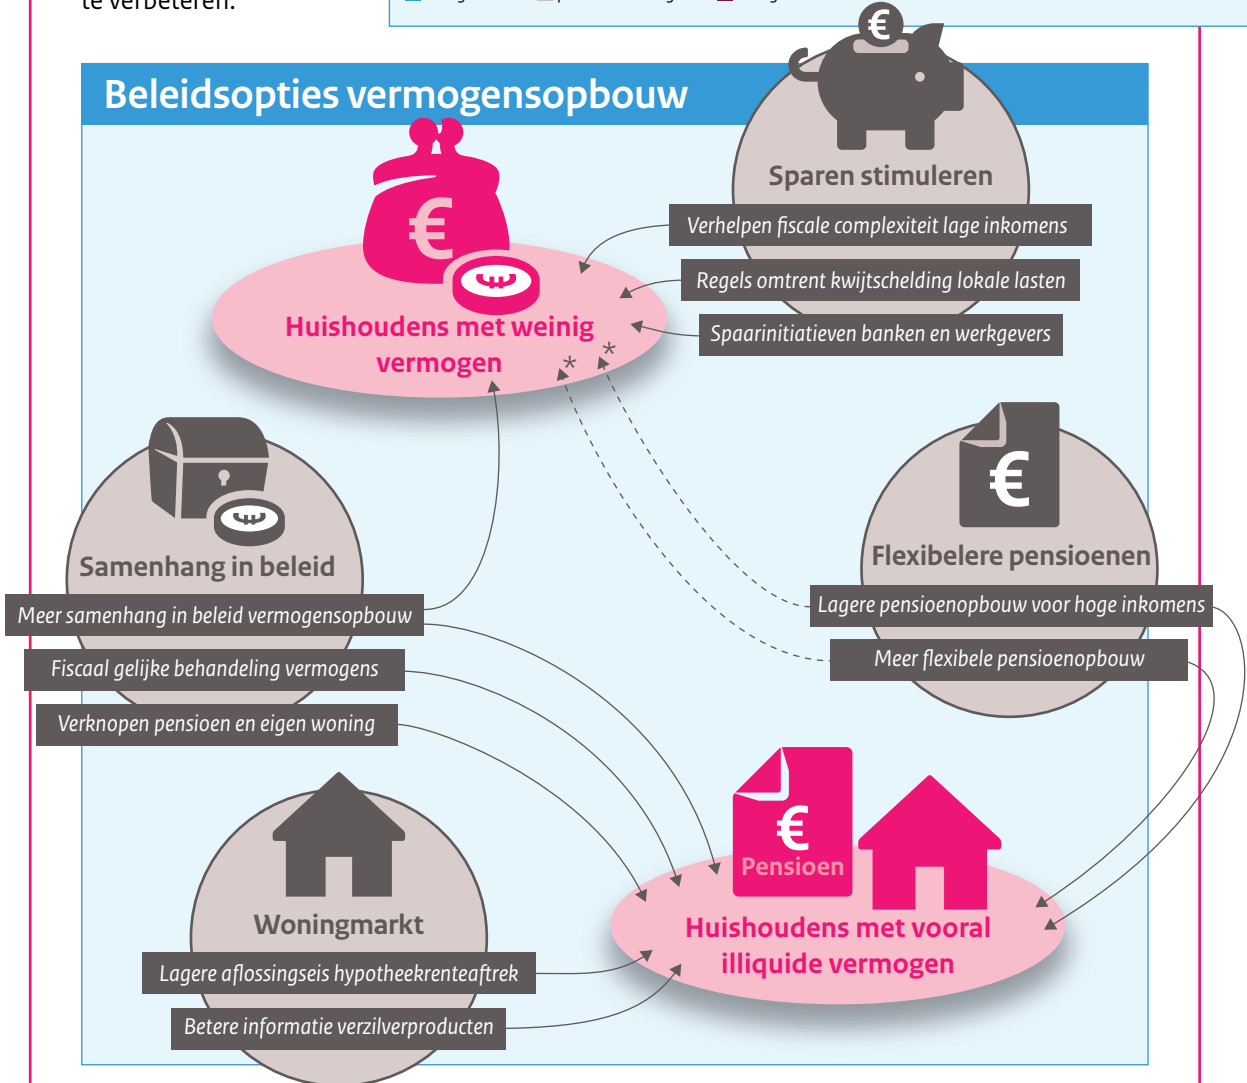 te verbeteren.
Beleidsopties vermogensopbouw
€
Sparen stimuleren
Verhelpen fiscale complexiteit lage inkomens
Regels omtrent kwijtschelding lokale lasten
Spaarinitiatieven banken en werkgevers
€
€
Huishoudens met weinig
vermogen
*
*
€
Samenhang in beleid
Meer samenhang in beleid vermogensopbouw
Fiscaal gelijke behandeling vermogens
Verknopen pensioen en eigen woning
€
Flexibelere pensioenen
Lagere pensioenopbouw voor hoge inkomens
Meer flexibele pensioenopbouw
Woningmarkt
Lagere aflossingseis hypotheekrenteaftrek
Betere informatie verzilverproducten
€
Pensioen
Huishoudens met vooral
illiquide vermogen